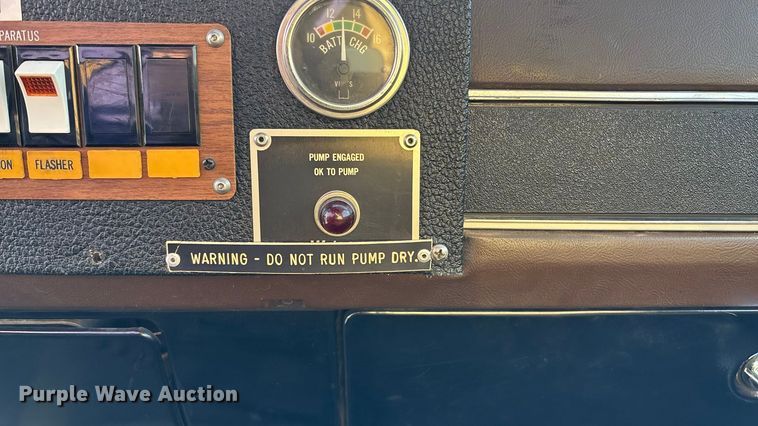 PARATUS
ON
FLASHER
10 12 14 16
BATT CHG
VOLTS
PUMP ENGAGED
OK TO PUMP
WARNING - DO NOT RUN PUMP DRY.
Purple Wave Auction